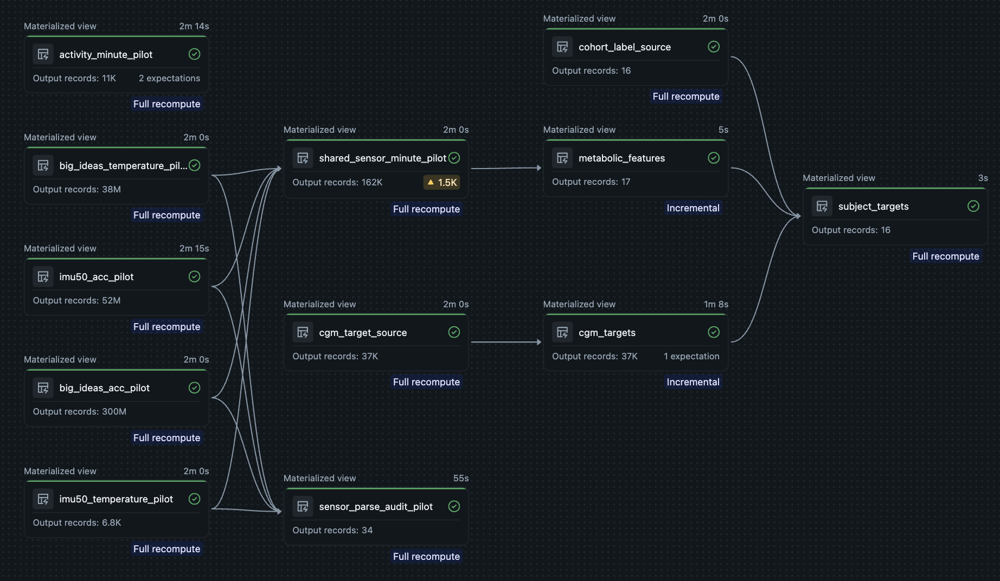 Materialized view 2m 14s
activity_minute_pilot
Output records: 11K 2 expectations
Full recompute
Materialized view 2m 0s
big_ideas_temperature_pil...
Output records: 38M
Full recompute
Materialized view 2m 15s
imu50_acc_pilot
Output records: 52M
Full recompute
Materialized view 2m 0s
big_ideas_acc_pilot
Output records: 300M
Full recompute
Materialized view 2m 0s
imu50_temperature_pilot
Output records: 6.8K
Full recompute
Materialized view 2m 0s
shared_sensor_minute_pilot
Output records: 162K 1.5K
Full recompute
Materialized view 2m 0s
cgm_target_source
Output records: 37K
Full recompute
Materialized view 55s
sensor_parse_audit_pilot
Output records: 34
Full recompute
Materialized view 2m 0s
cohort_label_source
Output records: 16
Full recompute
Materialized view 5s
metabolic_features
Output records: 17
Incremental
Materialized view 1m 8s
cgm_targets
Output records: 37K 1 expectation
Incremental
Materialized view 3s
subject_targets
Output records: 16
Full recompute